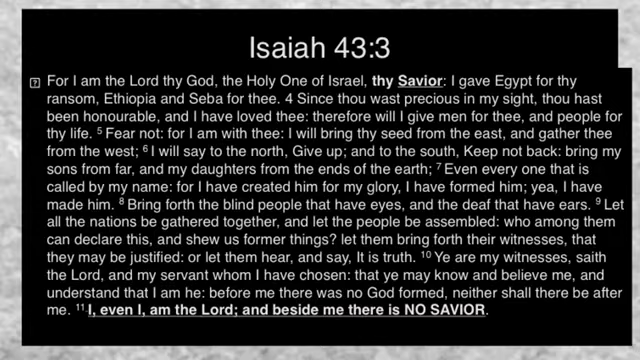 Isaiah 43:3
For I am the Lord thy God, the Holy One of Israel, thy Savior: I gave Egypt for thy
ransom, Ethiopia and Seba for thee. 4 Since thou wast precious in my sight, thou hast
been honourable, and I have loved thee: therefore will I give men for thee, and people for
thy life. 5 Fear not: for I am with thee: I will bring thy seed from the east, and gather thee
from the west; 6 I will say to the north, Give up; and to the south, Keep not back: bring my
sons from far, and my daughters from the ends of the earth; 7 Even every one that is
called by my name: for I have created him for my glory, I have formed him; yea, I have
made him. 8 Bring forth the blind people that have eyes, and the deaf that have ears. 9 Let
all the nations be gathered together, and let the people be assembled: who among them
can declare this, and shew us former things? let them bring forth their witnesses, that
they may be justified: or let them hear, and say, It is truth. 10 Ye are my witnesses, saith
the Lord, and my servant whom I have chosen: that ye may know and believe me, and
understand that I am he: before me there was no God formed, neither shall there be after
me. 11 I, even I, am the Lord; and beside me there is NO SAVIOR.